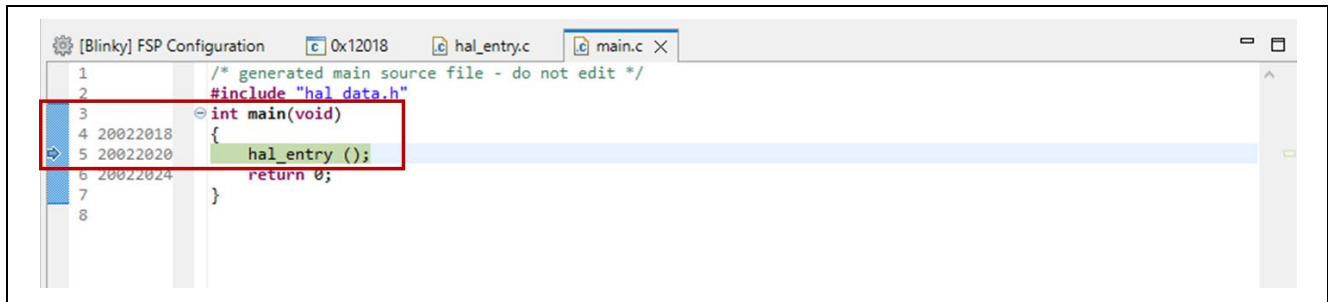 [Blinky] FSP Configuration c 0x12018 .c hal_entry.c .c main.c
1 /* generated main source file - do not edit */
2 #include "hal_data.h"
3 int main(void)
4 20022018 {
5 20022020 hal_entry ();
6 20022024 return 0;
7 }
8